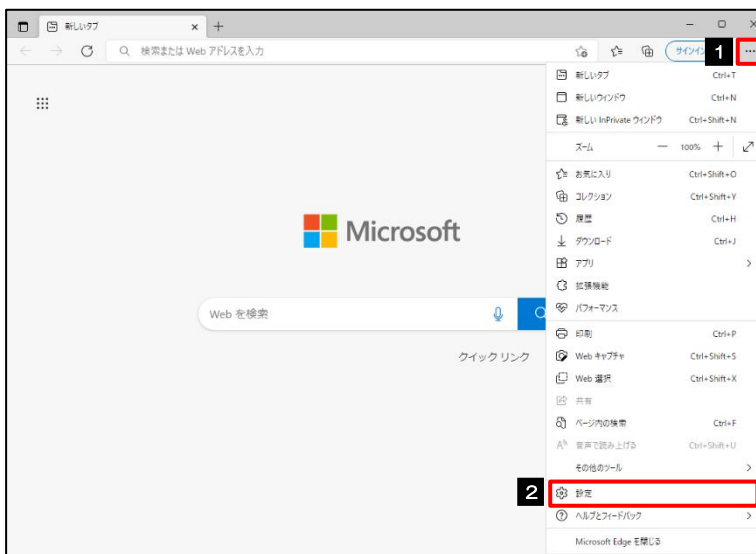 新しいタブ
検索または Web アドレスを入力
1
新しいタブ Ctrl+T
新しいウィンドウ Ctrl+N
新しい InPrivate ウィンドウ Ctrl+Shift+N
ズーム 100%
お気に入り Ctrl+Shift+O
コレクション Ctrl+Shift+Y
履歴 Ctrl+H
ダウンロード Ctrl+J
アプリ
拡張機能
パフォーマンス
印刷 Ctrl+P
Web キャプチャ Ctrl+Shift+S
Web 選択 Ctrl+Shift+X
共有
ページ内の検索 Ctrl+F
音声で読み上げる Ctrl+Shift+U
その他のツール
2 設定
ヘルプとフィードバック
Microsoft Edge を閉じる
Microsoft
Web を検索
クイック リンク